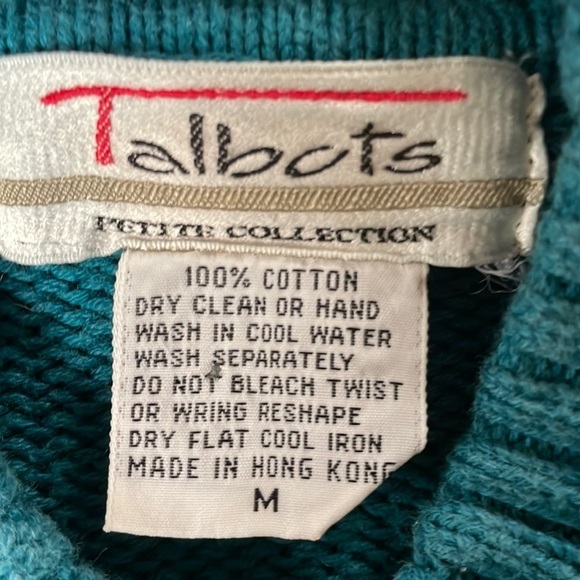 Talbots
PETITE COLLECTION
100% COTTON
DRY CLEAN OR HAND
WASH IN COOL WATER
WASH SEPARATELY
DO NOT BLEACH TWIST
OR WRING RESHAPE
DRY FLAT COOL IRON
MADE IN HONG KONG
M